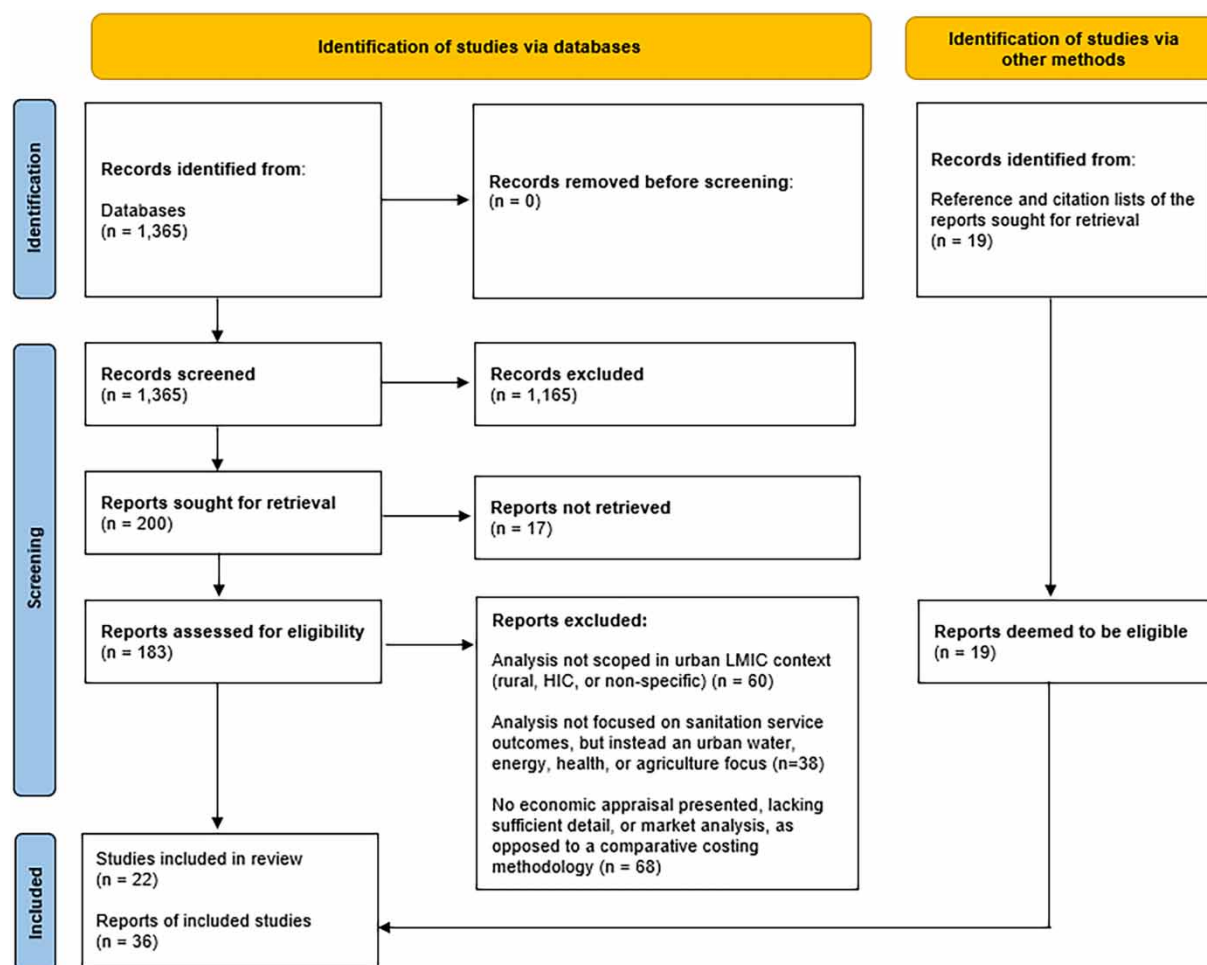 Identification of studies via databases
Identification of studies via
other methods
Identification
Records identified from:
Databases
(n = 1,365)
Records removed before screening:
(n = 0)
Records identified from:
Reference and citation lists of the
reports sought for retrieval
(n = 19)
Screening
Records screened
(n = 1,365)
Records excluded
(n = 1,165)
Reports sought for retrieval
(n = 200)
Reports not retrieved
(n = 17)
Reports assessed for eligibility
(n = 183)
Reports excluded:
Analysis not scoped in urban LMIC context
(rural, HIC, or non-specific) (n = 60)
Analysis not focused on sanitation service
outcomes, but instead an urban water,
energy, health, or agriculture focus (n=38)
No economic appraisal presented, lacking
sufficient detail, or market analysis, as
opposed to a comparative costing
methodology (n = 68)
Reports deemed to be eligible
(n = 19)
Included
Studies included in review
(n = 22)
Reports of included studies
(n = 36)